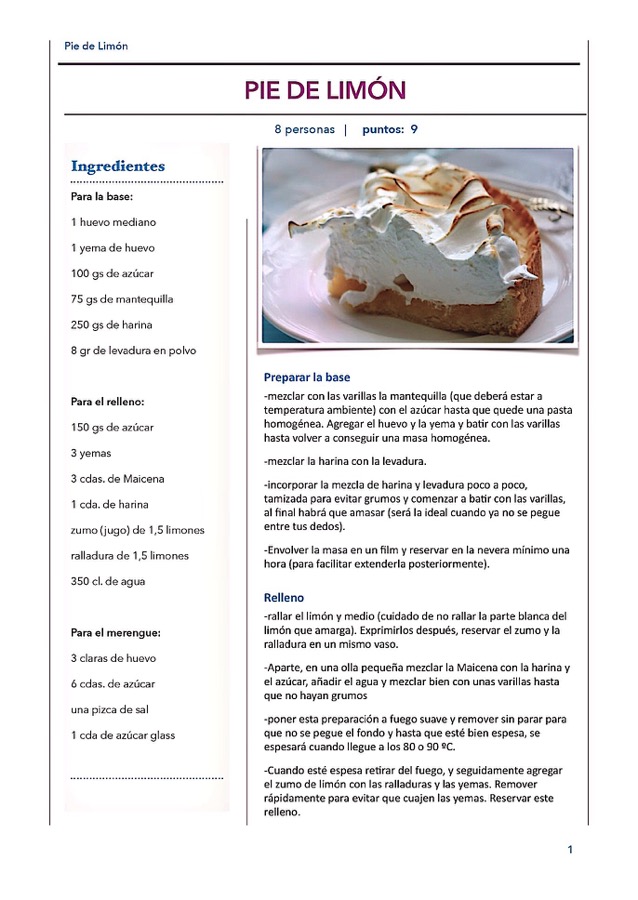 Pie de Limón
PIE DE LIMÓN
8 personas | puntos: 9
Ingredientes
Para la base:
1 huevo mediano
1 yema de huevo
100 gs de azúcar
75 gs de mantequilla
250 gs de harina
8 gr de levadura en polvo
Para el relleno:
150 gs de azúcar
3 yemas
3 cdas. de Maicena
1 cda. de harina
zumo (jugo) de 1,5 limones
ralladura de 1,5 limones
350 cl. de agua
Para el merengue:
3 claras de huevo
6 cdas. de azúcar
una pizca de sal
1 cda de azúcar glass
Preparar la base
-mezclar con las varillas la mantequilla (que deberá estar a
temperatura ambiente) con el azúcar hasta que quede una pasta
homogénea. Agregar el huevo y la yema y batir con las varillas
hasta volver a conseguir una masa homogénea.
-mezclar la harina con la levadura.
-incorporar la mezcla de harina y levadura poco a poco,
tamizada para evitar grumos y comenzar a batir con las varillas,
al final habrá que amasar (será la ideal cuando ya no se pegue
entre tus dedos).
-Envolver la masa en un film y reservar en la nevera mínimo una
hora (para facilitar extenderla posteriormente).
Relleno
-rallar el limón y medio (cuidado de no rallar la parte blanca del
limón que amarga). Exprimirlos después, reservar el zumo y la
ralladura en un mismo vaso.
-Aparte, en una olla pequeña mezclar la Maicena con la harina y
el azúcar, añadir el agua y mezclar bien con unas varillas hasta
que no hayan grumos
-poner esta preparación a fuego suave y remover sin parar para
que no se pegue el fondo y hasta que esté bien espesa, se
espesará cuando llegue a los 80 o 90 ºC.
-Cuando esté espesa retirar del fuego, y seguidamente agregar
el zumo de limón con las ralladuras y las yemas. Remover
rápidamente para evitar que cuajen las yemas. Reservar este
relleno.
1